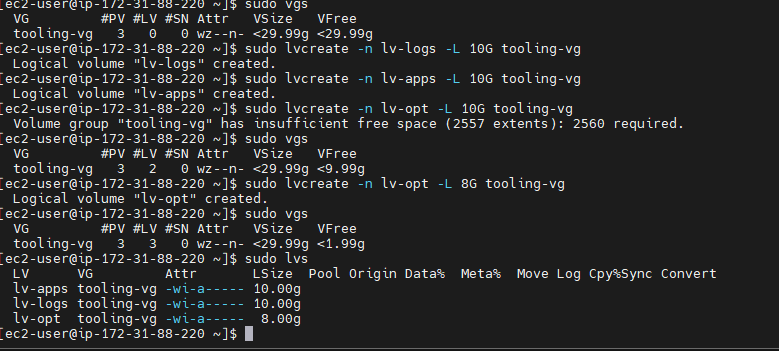 [ec2-user@ip-172-31-88-220 ~]$ sudo vgs
  VG         #PV #LV #SN Attr   VSize   VFree
  tooling-vg   3   0   0 wz--n- <29.99g <29.99g
[ec2-user@ip-172-31-88-220 ~]$ sudo lvcreate -n lv-logs -L 10G tooling-vg
  Logical volume "lv-logs" created.
[ec2-user@ip-172-31-88-220 ~]$ sudo lvcreate -n lv-apps -L 10G tooling-vg
  Logical volume "lv-apps" created.
[ec2-user@ip-172-31-88-220 ~]$ sudo lvcreate -n lv-opt -L 10G tooling-vg
  Volume group "tooling-vg" has insufficient free space (2557 extents): 2560 required.
[ec2-user@ip-172-31-88-220 ~]$ sudo vgs
  VG         #PV #LV #SN Attr   VSize   VFree
  tooling-vg   3   2   0 wz--n- <29.99g <9.99g
[ec2-user@ip-172-31-88-220 ~]$ sudo lvcreate -n lv-opt -L 8G tooling-vg
  Logical volume "lv-opt" created.
[ec2-user@ip-172-31-88-220 ~]$ sudo vgs
  VG         #PV #LV #SN Attr   VSize   VFree
  tooling-vg   3   3   0 wz--n- <29.99g <1.99g
[ec2-user@ip-172-31-88-220 ~]$ sudo lvs
  LV      VG         Attr       LSize  Pool Origin Data%  Meta%  Move Log Cpy%Sync Convert
  lv-apps tooling-vg -wi-a----- 10.00g
  lv-logs tooling-vg -wi-a----- 10.00g
  lv-opt  tooling-vg -wi-a-----  8.00g
[ec2-user@ip-172-31-88-220 ~]$